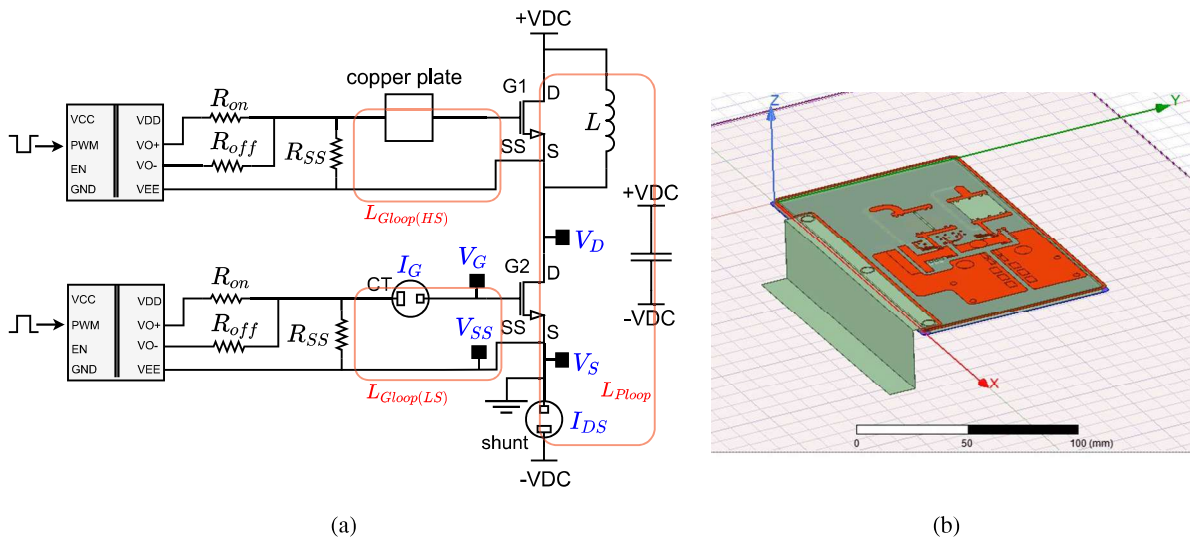 +VDC
copper plate
G1
D
R_on
VCC
VDD
PWM
VO+
R_off
EN
VO-
R_SS
GND
VEE
SS
S
L
L_Gloop(HS)
+VDC
V_D
I_G
V_G
G2
D
CT
R_on
VCC
VDD
PWM
VO+
R_off
EN
VO-
R_SS
GND
VEE
V_SS
SS
S
-VDC
V_S
L_Gloop(LS)
L_Ploop
I_DS
shunt
-VDC
Z
Y
X
0
50
100 (mm)
(a)
(b)